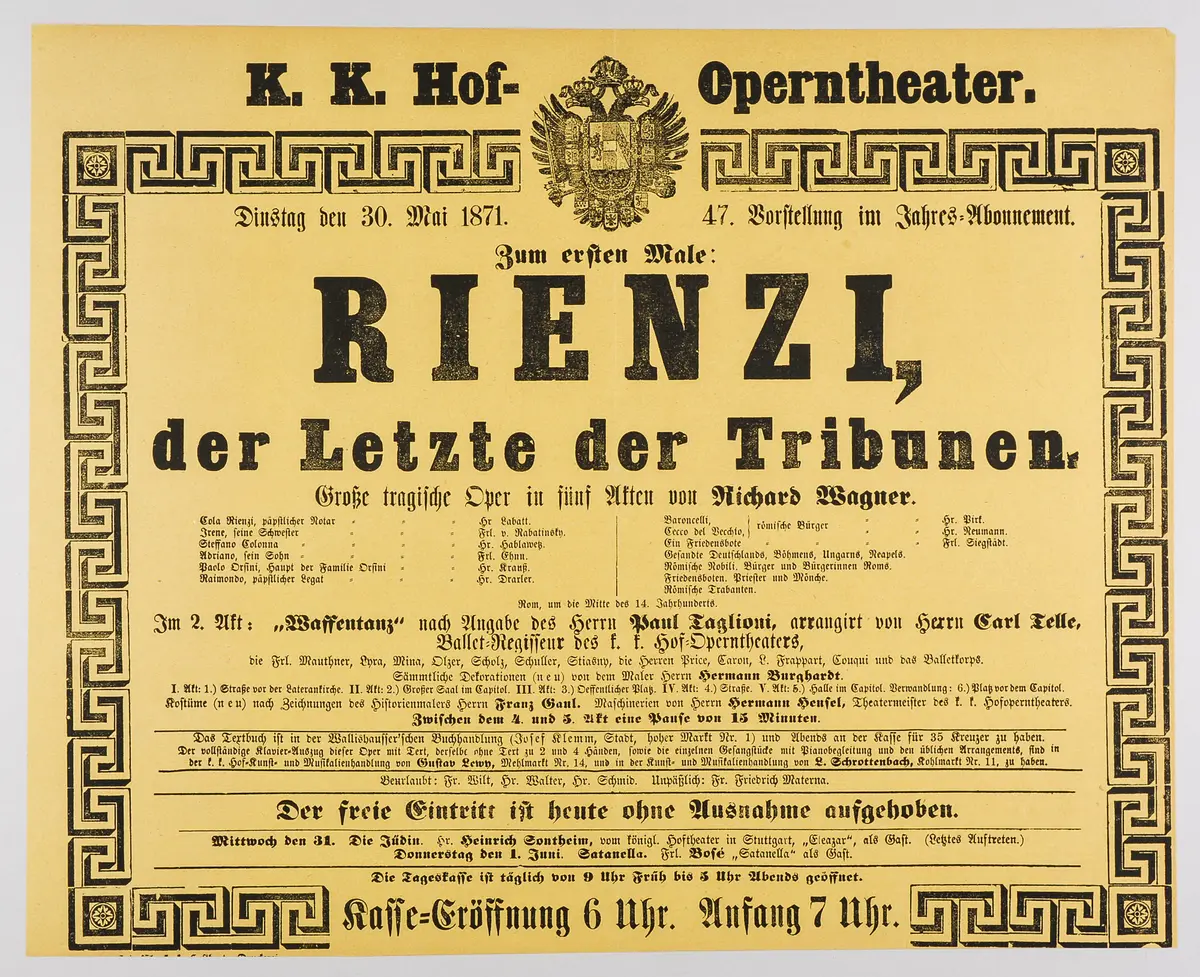 K. K. Hof-Operntheater.
Dinstag den 30. Mai 1871.
47. Vorstellung im Jahres-Abonnement.
Zum ersten Male:
RIENZI,
der Letzte der Tribunen.
Große tragische Oper in fünf Akten von Richard Wagner.
Cola Rienzi, päpstlicher Notar " " " Hr. Labatt.
Irene, seine Schwester " " " Frl. v. Rabatinsky.
Steffano Colonna " " " " Hr. Hablawetz.
Adriano, sein Sohn " " " " Frl. Ehnn.
Paolo Orsini, Haupt der Familie Orsini " " Hr. Krauß.
Raimondo, päpstlicher Legat " " " Hr. Draxler.
Baroncelli, } römische Bürger " " Hr. Pirk.
Cecco del Vecchio, } Hr. Neumann.
Ein Friedensbote " " " " Frl. Siegstädt.
Gesandte Deutschlands, Böhmens, Ungarns, Neapels.
Römische Nobili. Bürger und Bürgerinnen Roms.
Friedensboten. Priester und Mönche.
Römische Trabanten.
Rom, um die Mitte des 14. Jahrhunderts.
Im 2. Akt: „Waffentanz“ nach Angabe des Herrn Paul Taglioni, arrangirt von Herrn Carl Telle,
Ballet-Regisseur des k. k. Hof-Operntheaters,
die Frl. Mauthner, Lyra, Mina, Olzer, Scholz, Schuller, Stiasny, die Herren Price, Caron, L. Frappart, Couqui und das Balletkorps.
Sämmtliche Dekorationen (neu) von dem Maler Herrn Hermann Burghardt.
I. Akt: 1.) Straße vor der Laterankirche. II. Akt: 2.) Großer Saal im Capitol. III. Akt: 3.) Oeffentlicher Platz. IV. Akt: 4.) Straße. V. Akt: 5.) Halle im Capitol. Verwandlung: 6.) Platz vor dem Capitol.
Kostüme (neu) nach Zeichnungen des Historienmalers Herrn Franz Gaul. Maschinerien von Herrn Hermann Hensel, Theatermeister des k. k. Hofoperntheaters.
Zwischen dem 4. und 5. Akt eine Pause von 15 Minuten.
Das Textbuch ist in der Wallishausser'schen Buchhandlung (Josef Klemm, Stadt, hoher Markt Nr. 1) und Abends an der Kasse für 35 Kreuzer zu haben.
Der vollständige Klavier-Auszug dieser Oper mit Text, derselbe ohne Text zu 2 und 4 Händen, sowie die einzelnen Gesangstücke mit Pianobegleitung und den üblichen Arrangements, sind in
der k. k. Hof-Kunst- und Musikalienhandlung von Gustav Lewy, Mehlmarkt Nr. 14, und in der Kunst- und Musikalienhandlung von L. Schrottenbach, Kohlmarkt Nr. 11, zu haben.
Beurlaubt: Fr. Wilt, Hr. Walter, Hr. Schmid. Unpäßlich: Fr. Friedrich Materna.
Der freie Eintritt ist heute ohne Ausnahme aufgehoben.
Mittwoch den 31. Die Jüdin. Hr. Heinrich Sontheim, vom königl. Hoftheater in Stuttgart, „Eleazar“, als Gast. (Letztes Auftreten.)
Donnerstag den 1. Juni. Satanella. Frl. Bosé „Satanella“ als Gast.
Die Tageskasse ist täglich von 9 Uhr Früh bis 5 Uhr Abends geöffnet.
Kasse-Eröffnung 6 Uhr. Anfang 7 Uhr.